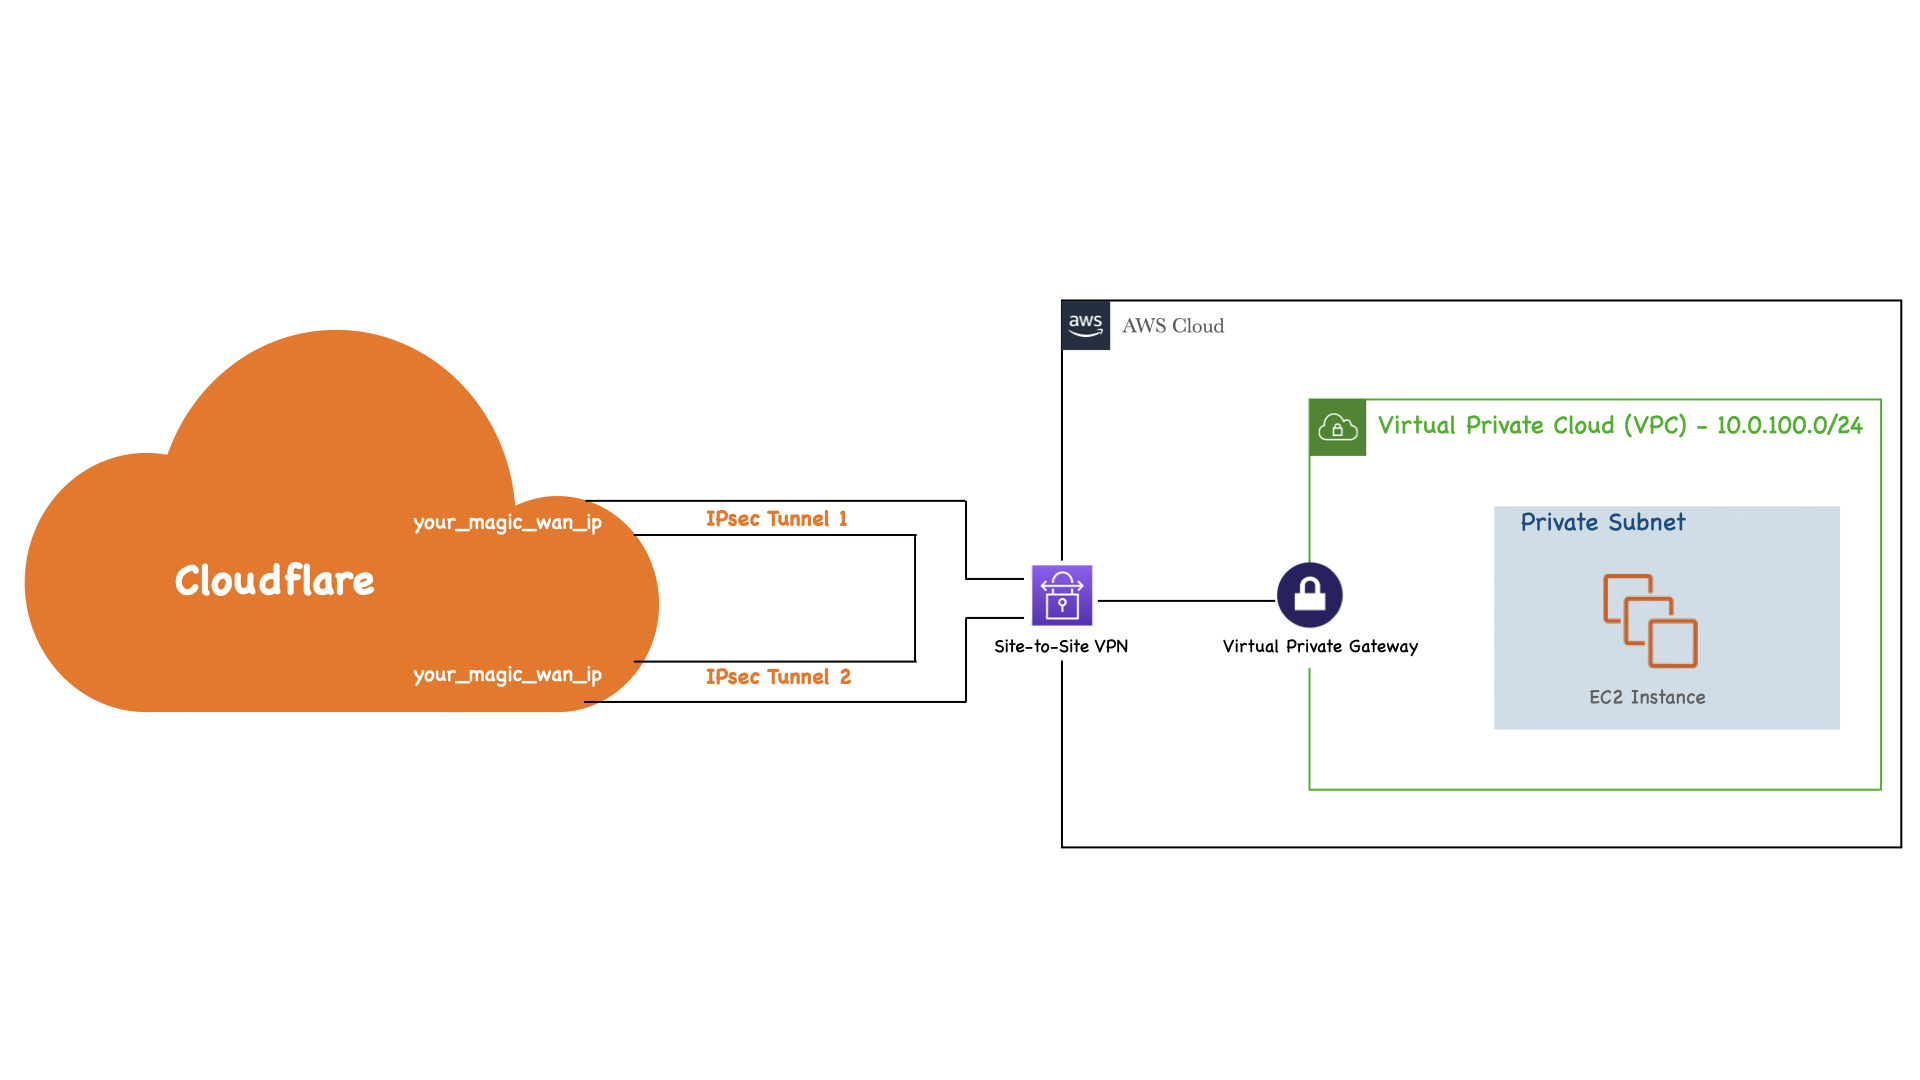 aws
AWS Cloud
Virtual Private Cloud (VPC) - 10.0.100.0/24
your_magic_wan_ip
IPsec Tunnel 1
Private Subnet
Cloudflare
Site-to-Site VPN
Virtual Private Gateway
your_magic_wan_ip
IPsec Tunnel 2
EC2 Instance